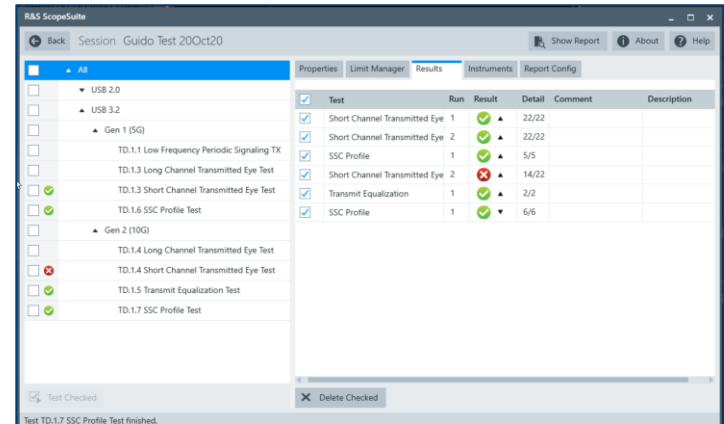 R&S ScopeSuite
Back Session Guido Test 20Oct20 Show Report About Help
All
USB 2.0
USB 3.2
Gen 1 (5G)
TD.1.1 Low Frequency Periodic Signaling TX
TD.1.3 Long Channel Transmitted Eye Test
TD.1.3 Short Channel Transmitted Eye Test
TD.1.6 SSC Profile Test
Gen 2 (10G)
TD.1.4 Long Channel Transmitted Eye Test
TD.1.4 Short Channel Transmitted Eye Test
TD.1.5 Transmit Equalization Test
TD.1.7 SSC Profile Test
Test Checked
Properties Limit Manager Results Instruments Report Config
Test Run Result Detail Comment Description
Short Channel Transmitted Eye 1 22/22
Short Channel Transmitted Eye 2 22/22
SSC Profile 1 5/5
Short Channel Transmitted Eye 2 14/22
Transmit Equalization 1 2/2
SSC Profile 1 6/6
Delete Checked
Test TD.1.7 SSC Profile Test finished.